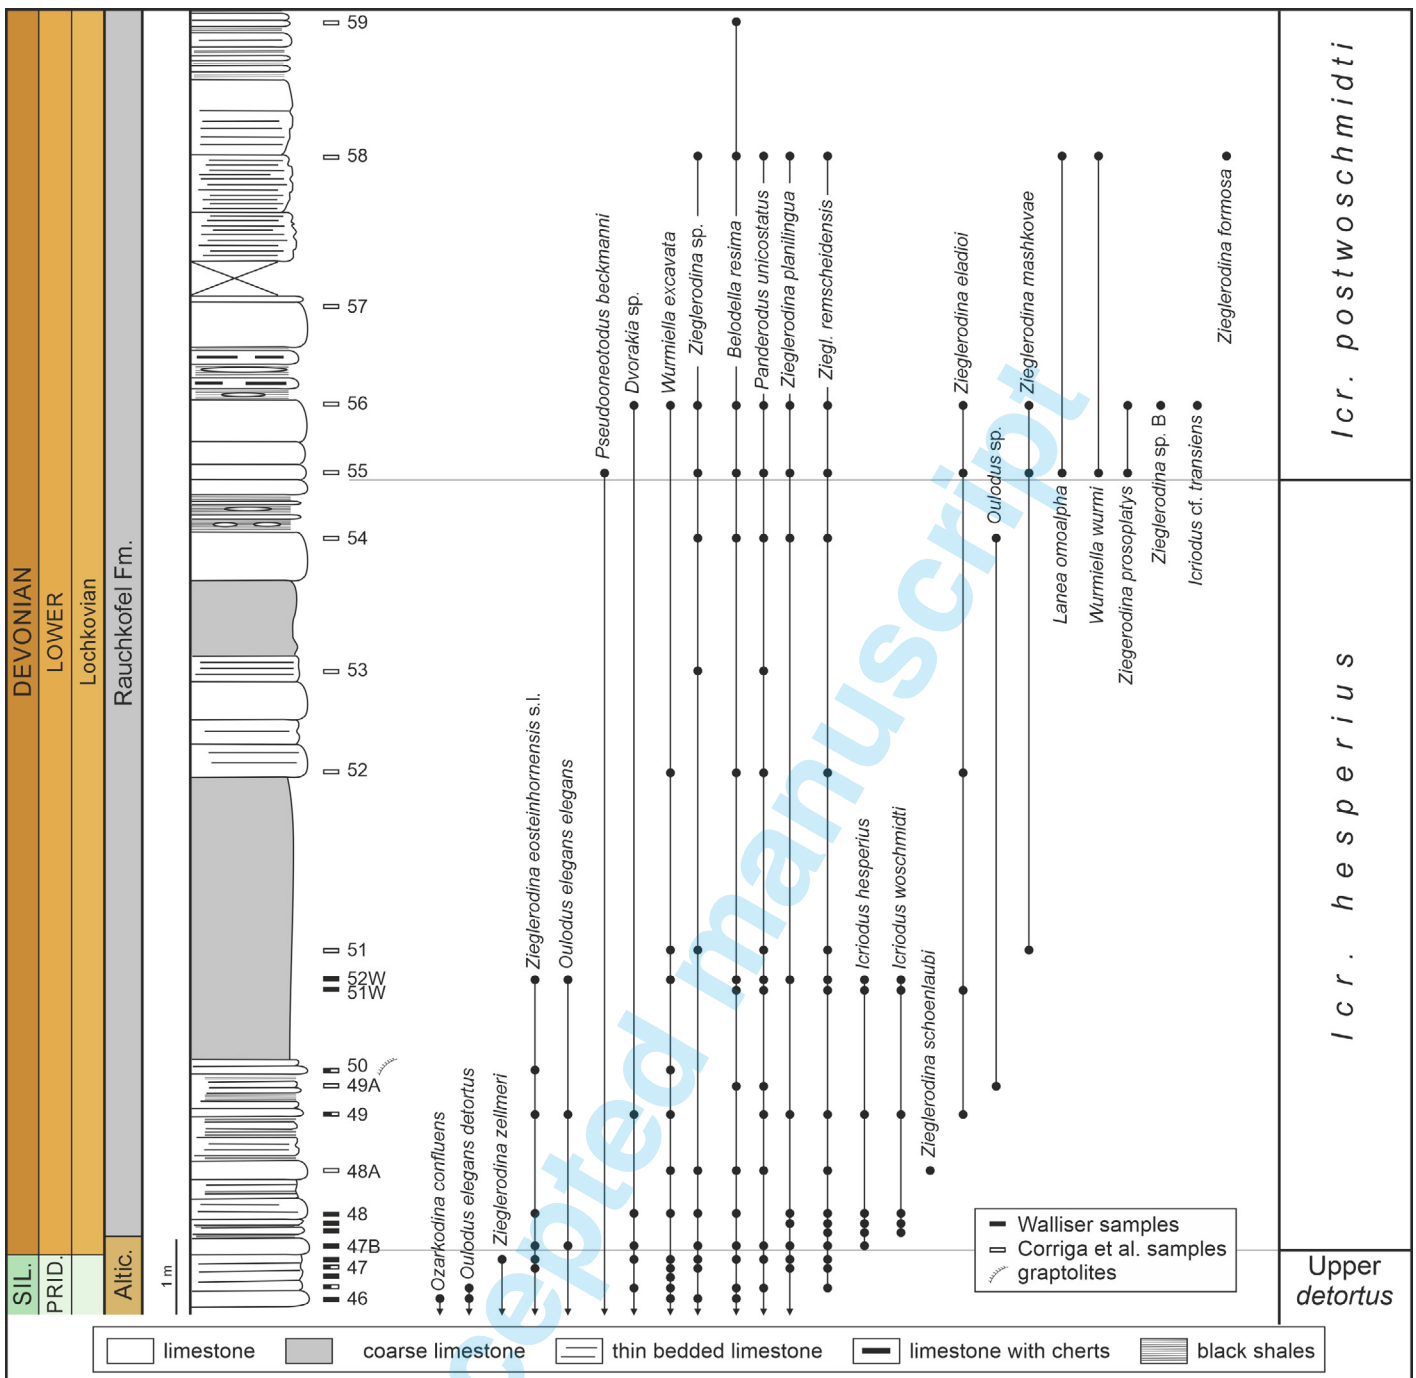 DEVONIAN
LOWER
Lochkovian
Rauchkofel Fm.
SIL.
PRID.
Altic.
1 m
59
58
57
56
55
54
53
52
51
52W
51W
50
49A
49
48A
48
47B
47
46
Ozarkodina confluens
Oulodus elegans detortus
Zieglerodina zellmeri
Zieglerodina eosteinhornensis s.l.
Oulodus elegans elegans
Pseudooneotodus beckmanni
Dvorakia sp.
Wurmiella excavata
Zieglerodina sp.
Belodella resima
Panderodus unicostatus
Zieglerodina planilingua
Ziegl. remscheidensis
Icriodus hesperius
Icriodus woschmidti
Zieglerodina schoenlaubi
Zieglerodina eladioi
Oulodus sp.
Zieglerodina mashkovae
Lanea omoalpha
Wurmiella wurmi
Ziegerodina prosoplatys
Zieglerodina sp. B
Icriodus cf. transiens
Zieglerodina formosa
Icr. postwoschmidti
Icr. hesperius
Upper
detortus
Walliser samples
Corriga et al. samples
graptolites
limestone
coarse limestone
thin bedded limestone
limestone with cherts
black shales
cepted manuscript